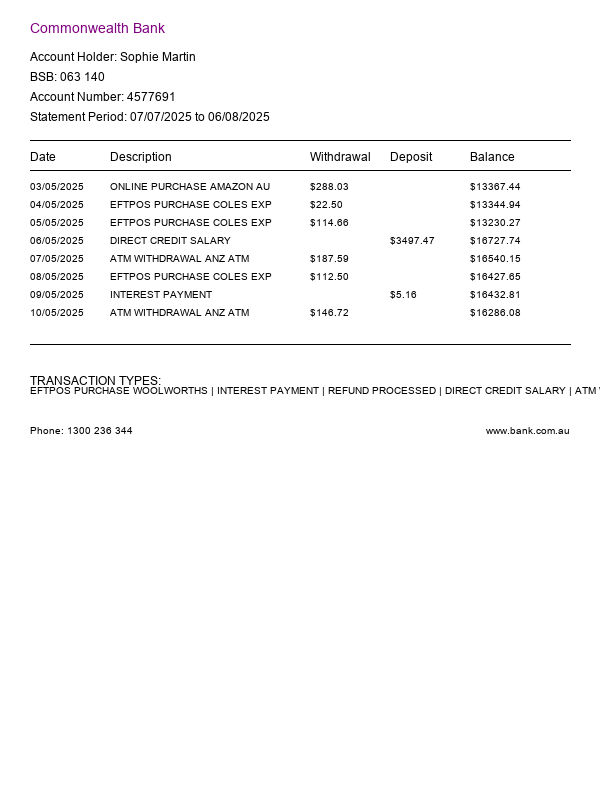 Commonwealth Bank
Account Holder: Sophie Martin
BSB: 063 140
Account Number: 4577691
Statement Period: 07/07/2025 to 06/08/2025
Date Description Withdrawal Deposit Balance
03/05/2025 ONLINE PURCHASE AMAZON AU $288.03 $13367.44
04/05/2025 EFTPOS PURCHASE COLES EXP $22.50 $13344.94
05/05/2025 EFTPOS PURCHASE COLES EXP $114.66 $13230.27
06/05/2025 DIRECT CREDIT SALARY $3497.47 $16727.74
07/05/2025 ATM WITHDRAWAL ANZ ATM $187.59 $16540.15
08/05/2025 EFTPOS PURCHASE COLES EXP $112.50 $16427.65
09/05/2025 INTEREST PAYMENT $5.16 $16432.81
10/05/2025 ATM WITHDRAWAL ANZ ATM $146.72 $16286.08
TRANSACTION TYPES:
EFTPOS PURCHASE WOOLWORTHS | INTEREST PAYMENT | REFUND PROCESSED | DIRECT CREDIT SALARY | ATM
Phone: 1300 236 344 www.bank.com.au